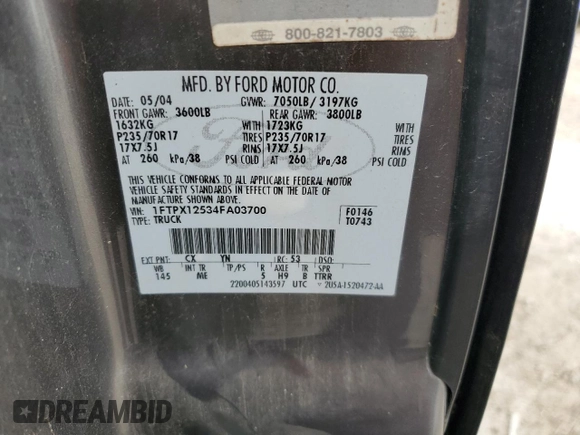 800-821-7803
MFD. BY FORD MOTOR CO.
DATE: 05/04 GVWR: 7050LB/ 3197KG
FRONT GAWR: 3600LB REAR GAWR: 3800LB
1632KG WITH 1723KG WITH
P235/70R17 TIRES P235/70R17 TIRES
17X7.5J RIMS 17X7.5J RIMS
AT 260 kPa/38 PSI COLD AT 260 kPa/38 PSI COLD
THIS VEHICLE CONFORMS TO ALL APPLICABLE FEDERAL MOTOR
VEHICLE SAFETY STANDARDS IN EFFECT ON THE DATE OF
MANUFACTURE SHOWN ABOVE.
VIN: 1FTPX12534FA03700 F0146
TYPE: TRUCK T0743
EXT PNT: CX YN RC: 53 DSO:
WB INT TR TP/PS R AXLE TR SPR
145 ME 5 H9 B TTRR
2200405143597 UTC
Ford
DREAMBID